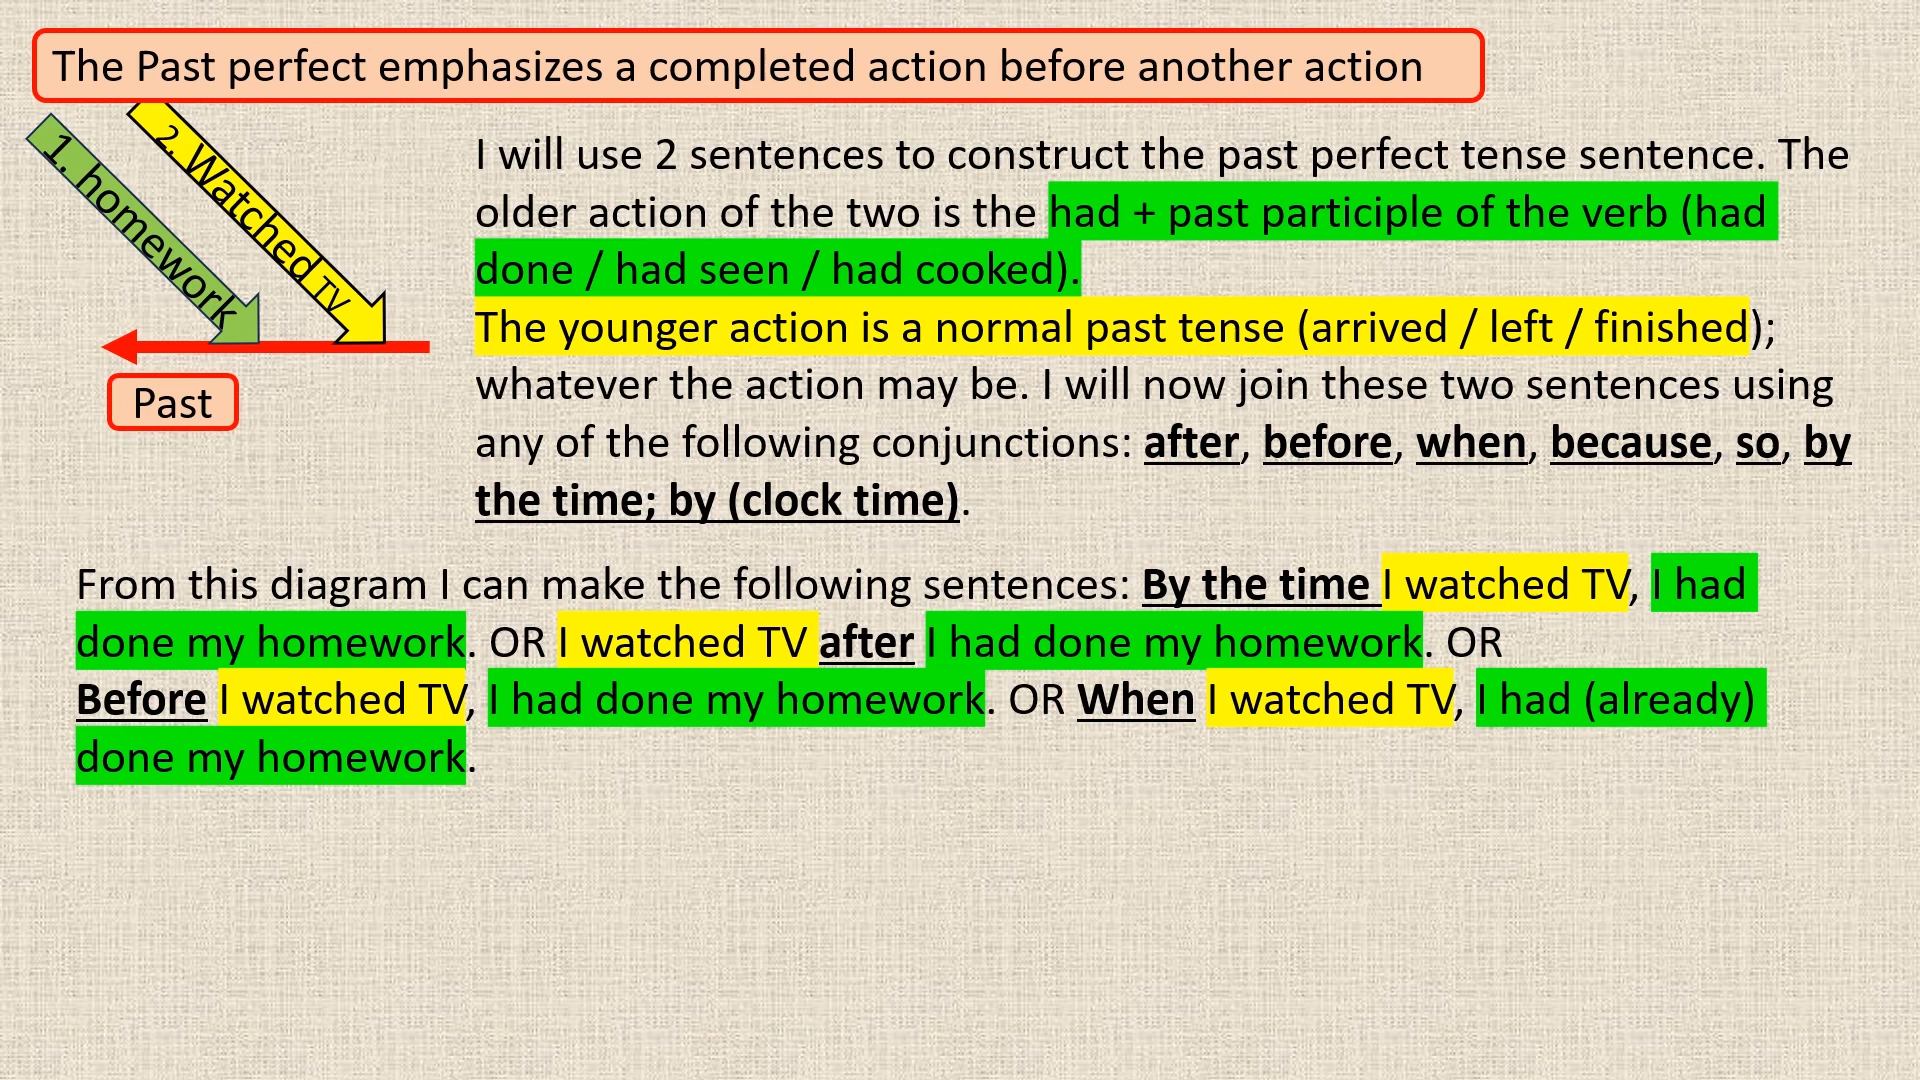 The Past perfect emphasizes a completed action before another action
1. homework
2. Watched TV
Past
I will use 2 sentences to construct the past perfect tense sentence. The
older action of the two is the had + past participle of the verb (had
done / had seen / had cooked).
The younger action is a normal past tense (arrived / left / finished);
whatever the action may be. I will now join these two sentences using
any of the following conjunctions: after, before, when, because, so, by
the time; by (clock time).
From this diagram I can make the following sentences: By the time I watched TV, I had
done my homework. OR I watched TV after I had done my homework. OR
Before I watched TV, I had done my homework. OR When I watched TV, I had (already)
done my homework.